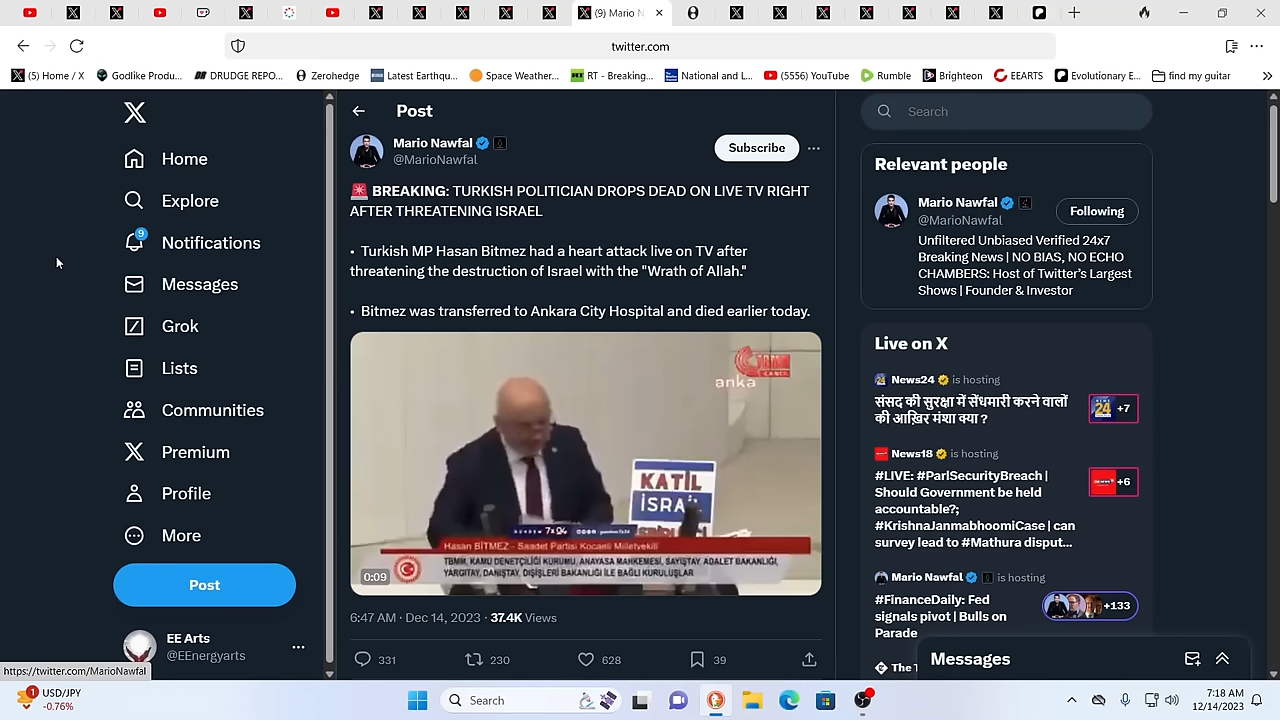 (9) Mario N
twitter.com
(5) Home / X
Godlike Produ...
DRUDGE REPO...
Zerohedge
Latest Earthqu...
Space Weather...
RT - Breaking...
National and L...
(5556) YouTube
Rumble
Brighteon
EEARTS
Evolutionary E...
find my guitar
Home
Explore
9
Notifications
Messages
Grok
Lists
Communities
Premium
Profile
More
Post
EE Arts
@EEnergyarts
https://twitter.com/MarioNawfal
Post
Mario Nawfal
@MarioNawfal
Subscribe
BREAKING: TURKISH POLITICIAN DROPS DEAD ON LIVE TV RIGHT
AFTER THREATENING ISRAEL
• Turkish MP Hasan Bitmez had a heart attack live on TV after
threatening the destruction of Israel with the "Wrath of Allah."
• Bitmez was transferred to Ankara City Hospital and died earlier today.
anka
KATİL
İSRAİL
Hasan BİTMEZ - Saadet Partisi Kocaeli Milletvekili
TBMM, KAMU DENETÇİLİĞİ KURUMU, ANAYASA MAHKEMESİ, SAYIŞTAY, ADALET BAKANLIĞI,
YARGITAY, DANIŞTAY, DIŞİŞLERİ BAKANLIĞI İLE BAĞLI KURULUŞLAR
0:09
6:47 AM · Dec 14, 2023 · 37.4K Views
331
230
628
39
Search
Relevant people
Mario Nawfal
@MarioNawfal
Following
Unfiltered Unbiased Verified 24x7
Breaking News | NO BIAS, NO ECHO
CHAMBERS: Host of Twitter's Largest
Shows | Founder & Investor
Live on X
News24 is hosting
संसद की सुरक्षा में सेंधमारी करने वालों
की आख़िर मंशा क्या ?
+7
News18 is hosting
#LIVE: #ParlSecurityBreach |
Should Government be held
accountable?;
#KrishnaJanmabhoomiCase | can
survey lead to #Mathura disput...
+6
Mario Nawfal is hosting
#FinanceDaily: Fed
signals pivot | Bulls on
Parade
+133
The
Messages
1
USD/JPY
-0.76%
Search
7:18 AM
12/14/2023